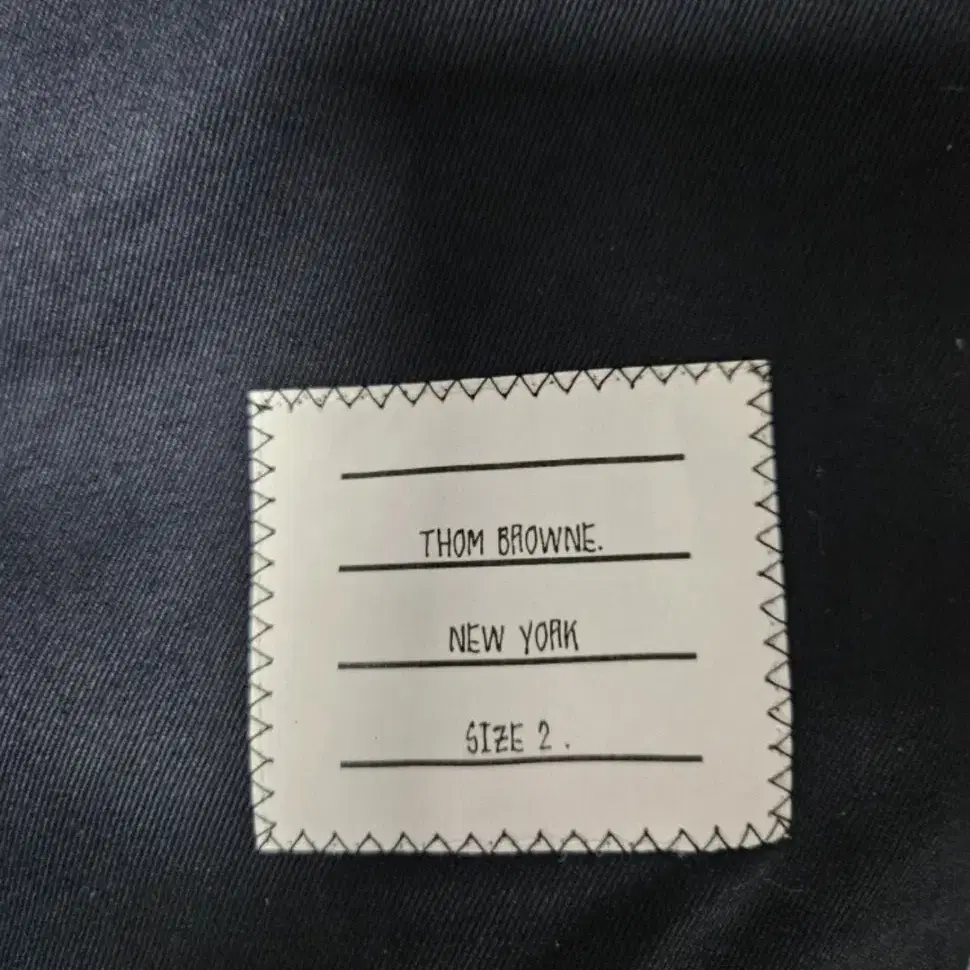 THOM BROWNE.
NEW YORK
SIZE 2 .